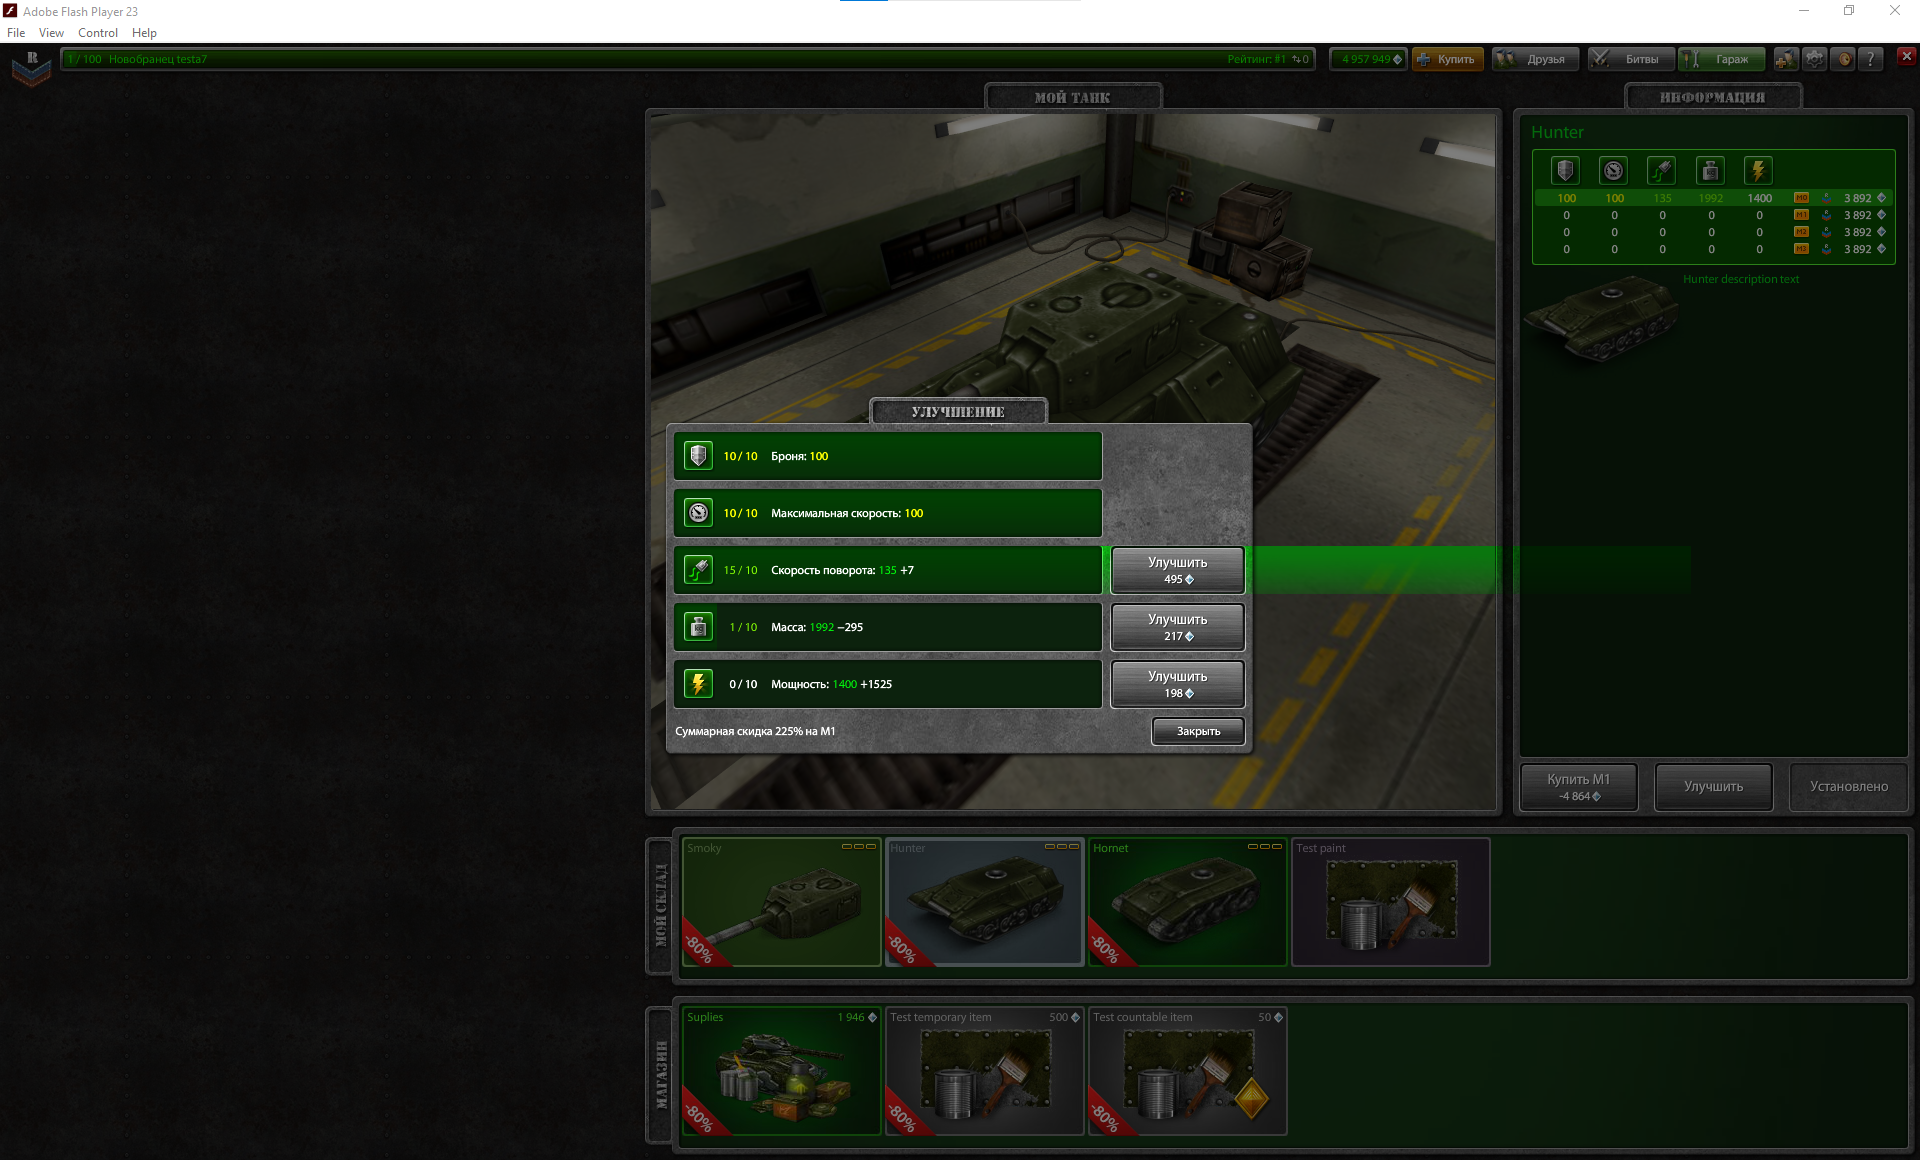 Adobe Flash Player 23
File View Control Help
1 / 100 Новобранец testa7
Рейтинг: #1 0
4 957 949
Купить
Друзья
Битвы
Гараж
?
МОЙ ТАНК
ИНФОРМАЦИЯ
Hunter
100 100 135 1992 1400 M0 3 892
0 0 0 0 0 M1 3 892
0 0 0 0 0 M2 3 892
0 0 0 0 0 3 892
Hunter description text
УЛУЧШЕНИЕ
10 / 10 Броня: 100
10 / 10 Максимальная скорость: 100
15 / 10 Скорость поворота: 135 +7
Улучшить
495
1 / 10 Масса: 1992 −295
Улучшить
217
0 / 10 Мощность: 1400 +1525
Улучшить
198
Суммарная скидка 225% на M1
Закрыть
Купить M1
-4 864
Улучшить
Установлено
МОЙ СКЛАД
Smoky
-80%
Hunter
-80%
Hornet
-80%
Test paint
МАГАЗИН
Suplies 1 946
-80%
Test temporary item 500
-80%
Test countable item 50
-80%